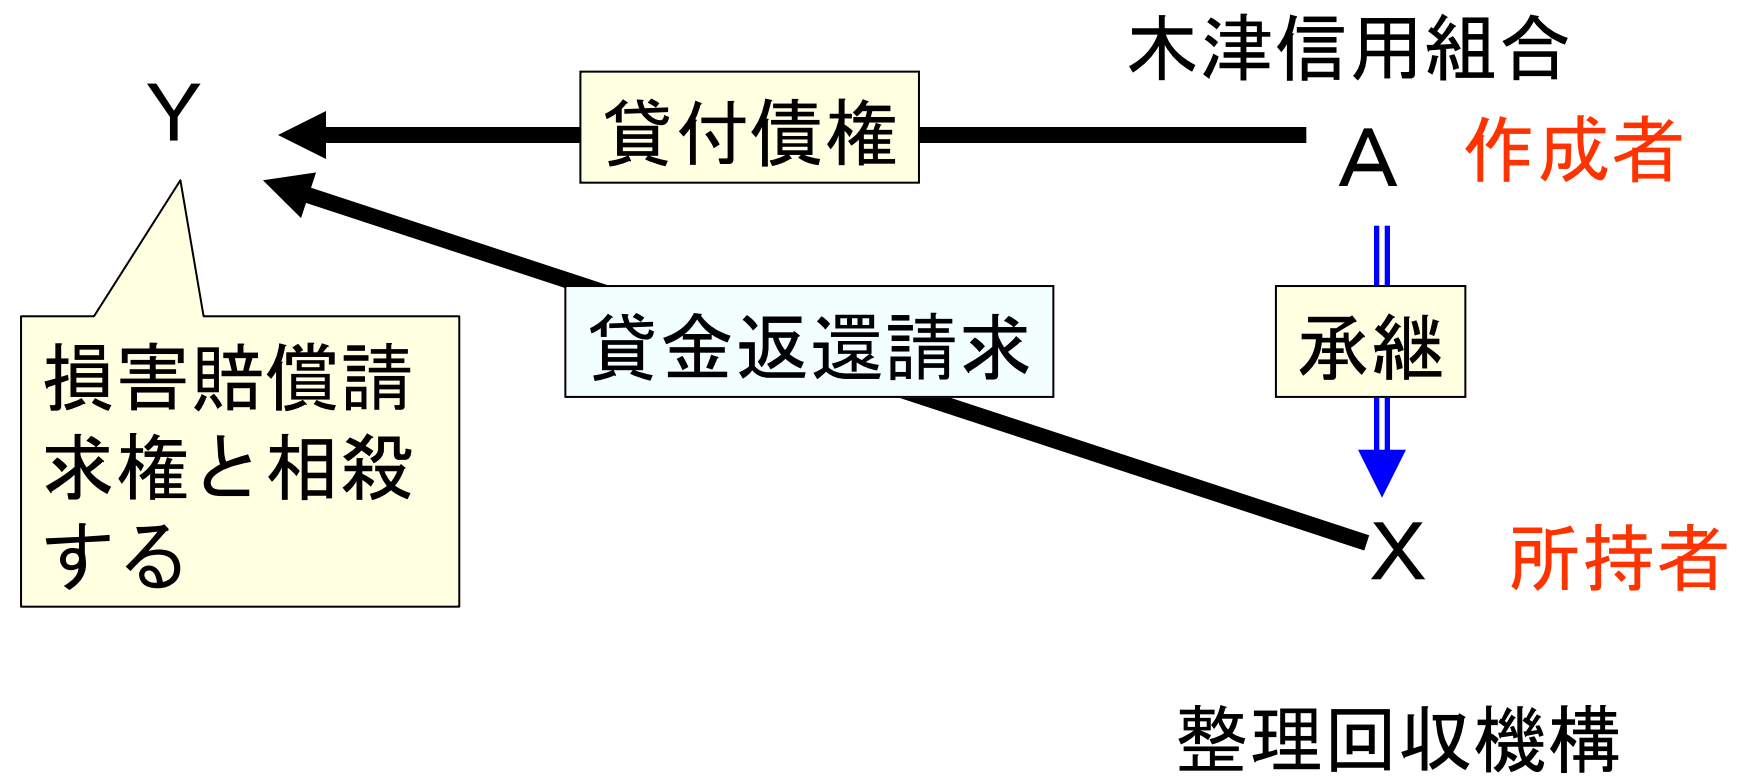 木津信用組合
Y
貸付債権
A
作成者
貸金返還請求
承継
損害賠償請
求権と相殺
する
X
所持者
整理回収機構